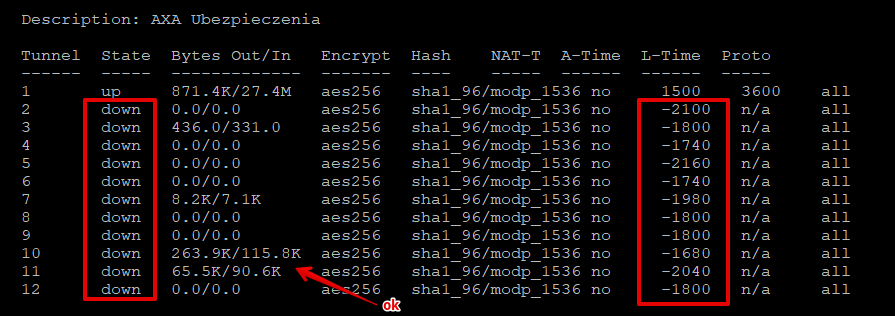 Description: AXA Ubezpieczenia
Tunnel State Bytes Out/In Encrypt Hash NAT-T A-Time L-Time Proto
------ ----- ------------- ------- ---- ----- ------ ------ -----
1 up 871.4K/27.4M aes256 sha1_96/modp_1536 no 1500 3600 all
2 down 0.0/0.0 aes256 sha1_96/modp_1536 no -2100 n/a all
3 down 436.0/331.0 aes256 sha1_96/modp_1536 no -1800 n/a all
4 down 0.0/0.0 aes256 sha1_96/modp_1536 no -1740 n/a all
5 down 0.0/0.0 aes256 sha1_96/modp_1536 no -2160 n/a all
6 down 0.0/0.0 aes256 sha1_96/modp_1536 no -1740 n/a all
7 down 8.2K/7.1K aes256 sha1_96/modp_1536 no -1980 n/a all
8 down 0.0/0.0 aes256 sha1_96/modp_1536 no -1800 n/a all
9 down 0.0/0.0 aes256 sha1_96/modp_1536 no -1800 n/a all
10 down 263.9K/115.8K aes256 sha1_96/modp_1536 no -1680 n/a all
11 down 65.5K/90.6K aes256 sha1_96/modp_1536 no -2040 n/a all
12 down 0.0/0.0 aes256 sha1_96/modp_1536 no -1800 n/a all
ok